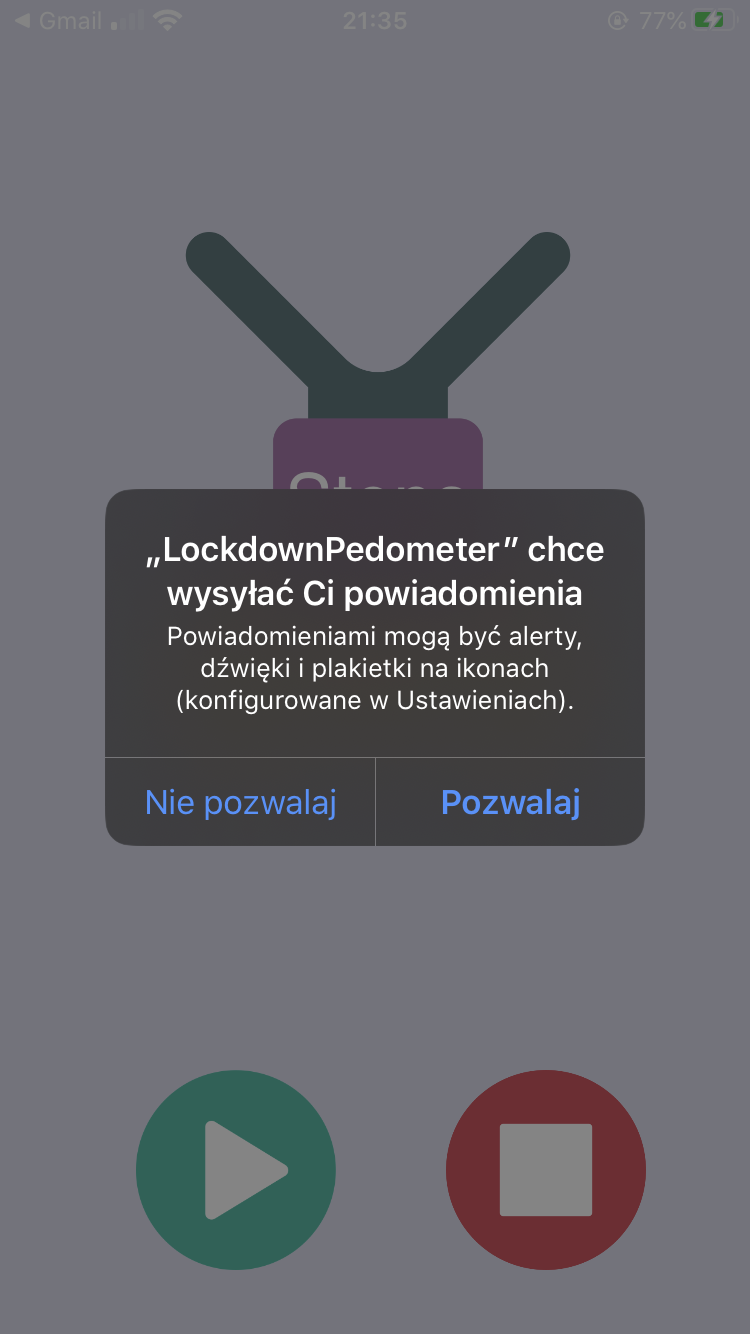 Gmail
21:35
77%
„LockdownPedometer” chce
wysyłać Ci powiadomienia
Powiadomieniami mogą być alerty,
dźwięki i plakietki na ikonach
(konfigurowane w Ustawieniach).
Nie pozwalaj
Pozwalaj